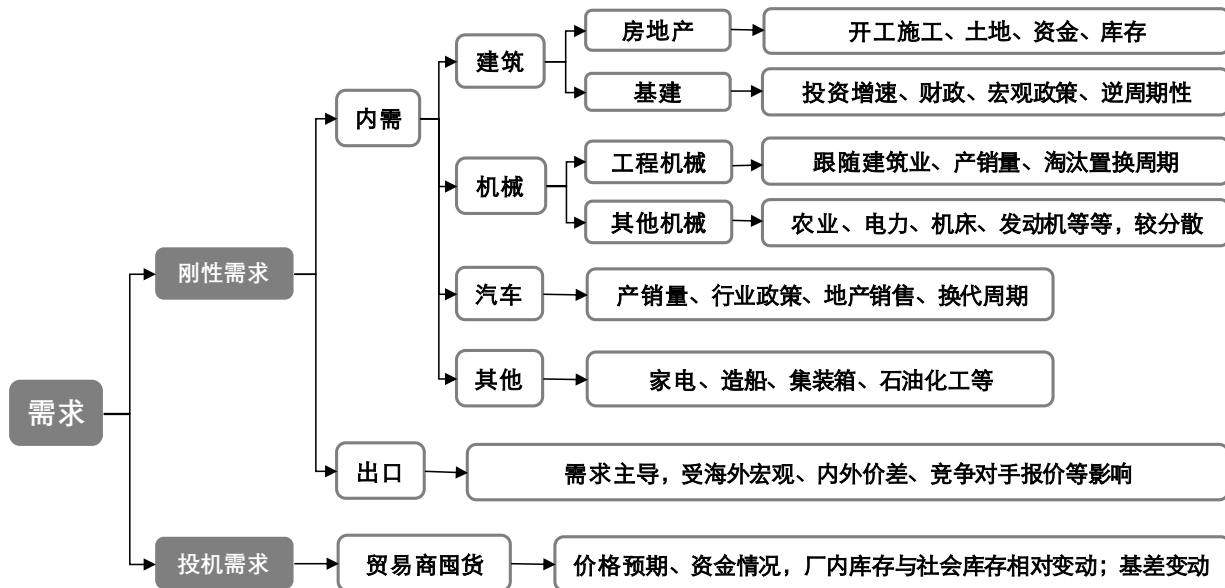 需求
刚性需求
内需
建筑
房地产
开工施工、土地、资金、库存
基建
投资增速、财政、宏观政策、逆周期性
机械
工程机械
跟随建筑业、产销量、淘汰置换周期
其他机械
农业、电力、机床、发动机等等，较分散
汽车
产销量、行业政策、地产销售、换代周期
其他
家电、造船、集装箱、石油化工等
出口
需求主导，受海外宏观、内外价差、竞争对手报价等影响
投机需求
贸易商囤货
价格预期、资金情况，厂内库存与社会库存相对变动；基差变动